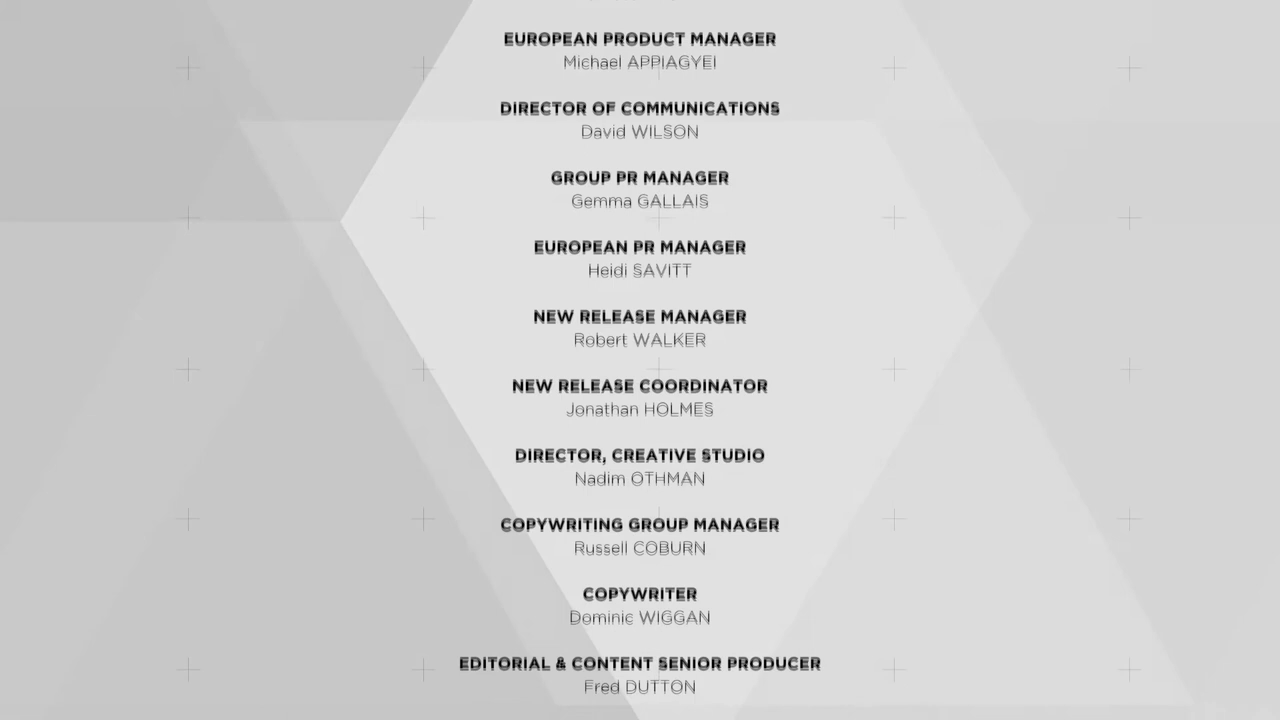 EUROPEAN PRODUCT MANAGER
Michael APPIAGYEI
DIRECTOR OF COMMUNICATIONS
David WILSON
GROUP PR MANAGER
Gemma GALLAIS
EUROPEAN PR MANAGER
Heidi SAVITT
NEW RELEASE MANAGER
Robert WALKER
NEW RELEASE COORDINATOR
Jonathan HOLMES
DIRECTOR, CREATIVE STUDIO
Nadim OTHMAN
COPYWRITING GROUP MANAGER
Russell COBURN
COPYWRITER
Dominic WIGGAN
EDITORIAL & CONTENT SENIOR PRODUCER
Fred DUTTON